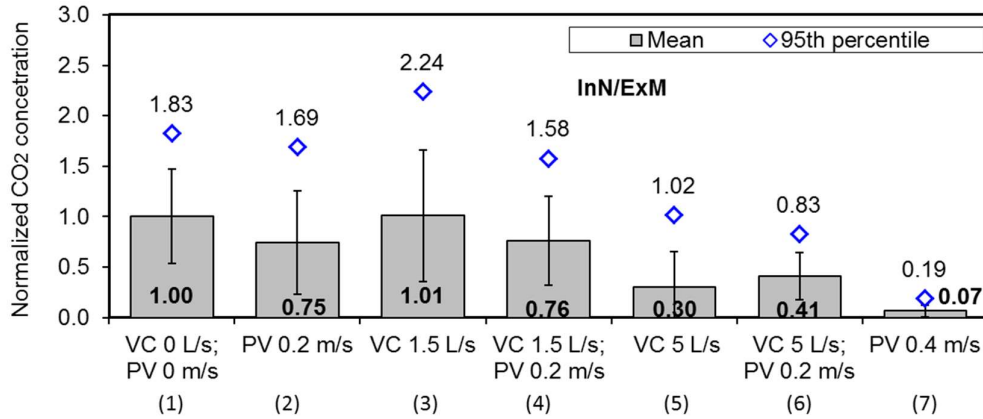 3.0
2.5
2.0
1.5
1.0
0.5
0.0
Normalized CO2 concetration
Mean
95th percentile
InN/ExM
1.83
1.69
2.24
1.58
1.02
0.83
0.19
1.00
0.75
1.01
0.76
0.30
0.41
0.07
VC 0 L/s;
PV 0 m/s
PV 0.2 m/s
VC 1.5 L/s
VC 1.5 L/s;
PV 0.2 m/s
VC 5 L/s
VC 5 L/s;
PV 0.2 m/s
PV 0.4 m/s
(1)
(2)
(3)
(4)
(5)
(6)
(7)